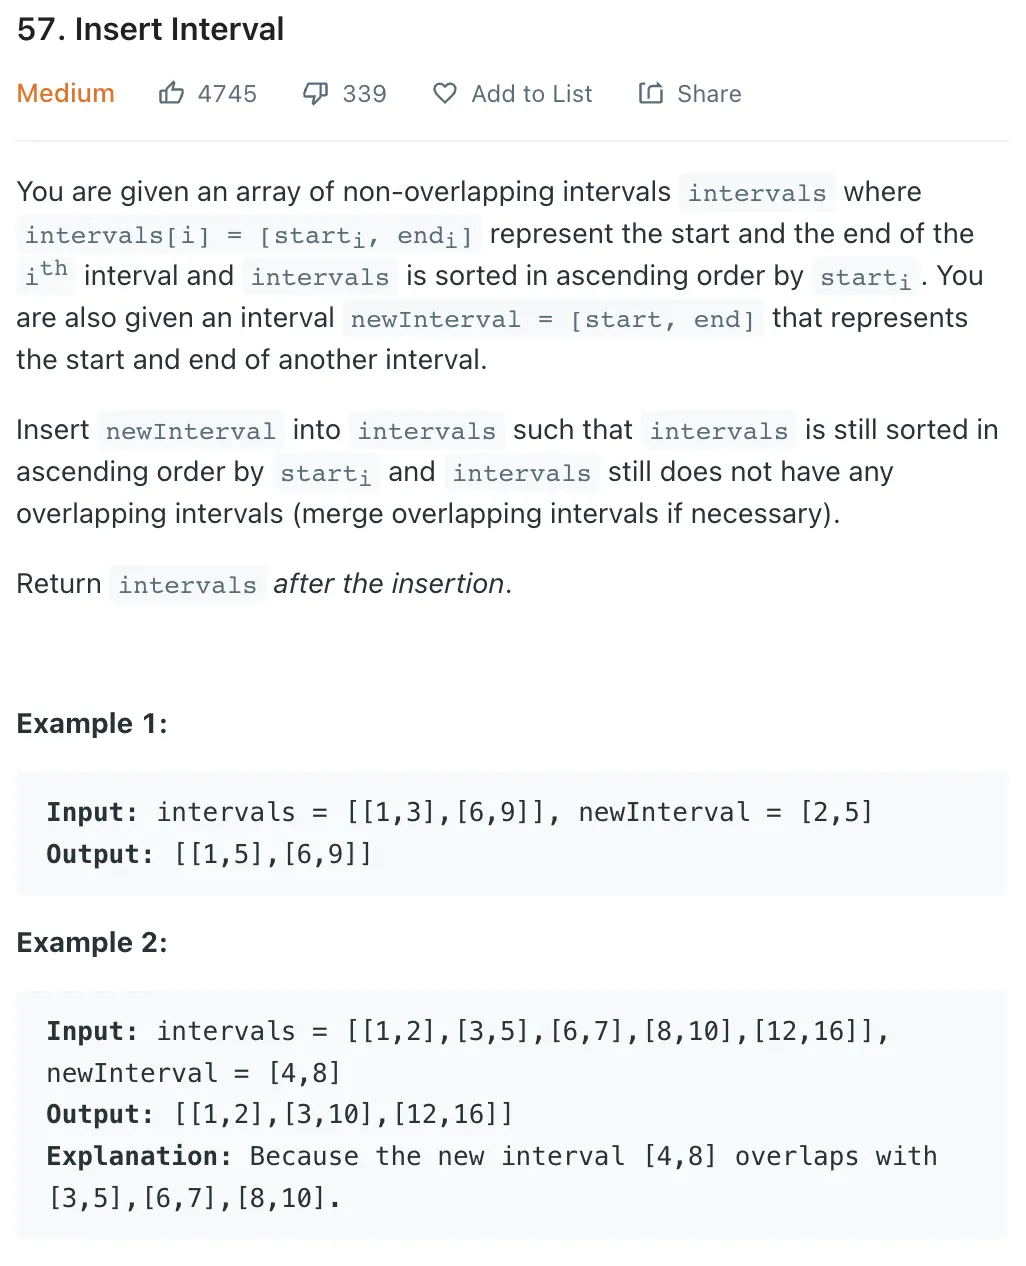 57. Insert Interval
Medium 4745 339 Add to List Share
You are given an array of non-overlapping intervals intervals where
intervals[i] = [starti, endi] represent the start and the end of the
ith interval and intervals is sorted in ascending order by starti. You
are also given an interval newInterval = [start, end] that represents
the start and end of another interval.
Insert newInterval into intervals such that intervals is still sorted in
ascending order by starti and intervals still does not have any
overlapping intervals (merge overlapping intervals if necessary).
Return intervals after the insertion.
Example 1:
Input: intervals = [[1,3],[6,9]], newInterval = [2,5]
Output: [[1,5],[6,9]]
Example 2:
Input: intervals = [[1,2],[3,5],[6,7],[8,10],[12,16]],
newInterval = [4,8]
Output: [[1,2],[3,10],[12,16]]
Explanation: Because the new interval [4,8] overlaps with
[3,5],[6,7],[8,10].